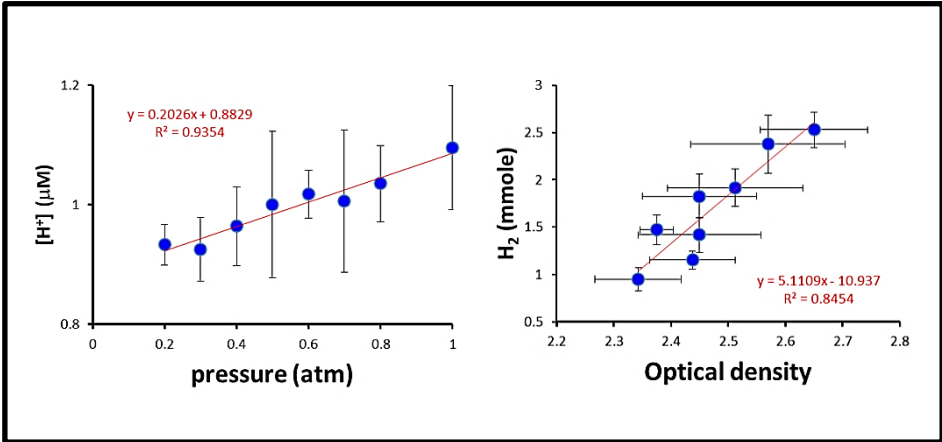 1.2
1
0.8
y = 0.2026x + 0.8829
R² = 0.9354
[H⁺] (μM)
0
0.2
0.4
0.6
0.8
1
pressure (atm)
3
2.5
2
1.5
1
0.5
H₂ (mmole)
y = 5.1109x - 10.937
R² = 0.8454
2.2
2.3
2.4
2.5
2.6
2.7
2.8
Optical density